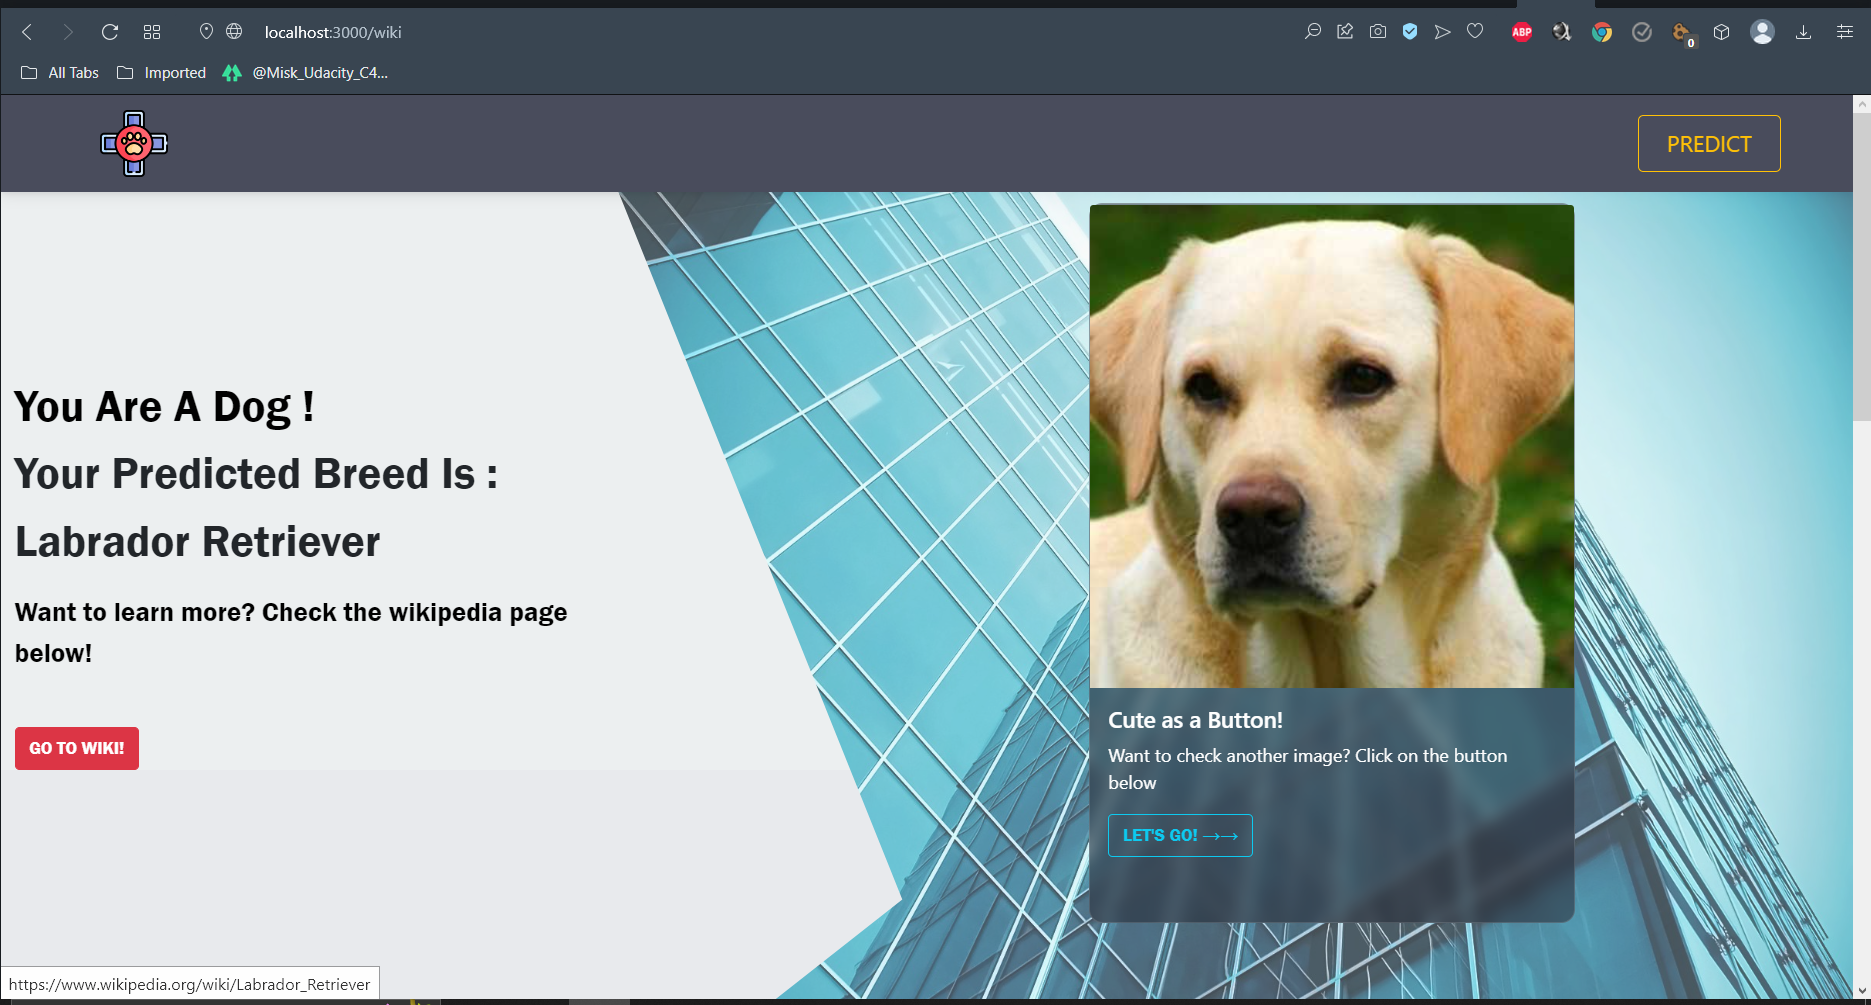 localhost:3000/wiki
ABP
0
All Tabs
Imported
@Misk_Udacity_C4...
PREDICT
You Are A Dog !
Your Predicted Breed Is :
Labrador Retriever
Want to learn more? Check the wikipedia page
below!
GO TO WIKI!
Cute as a Button!
Want to check another image? Click on the button
below
LET'S GO! →→
https://www.wikipedia.org/wiki/Labrador_Retriever